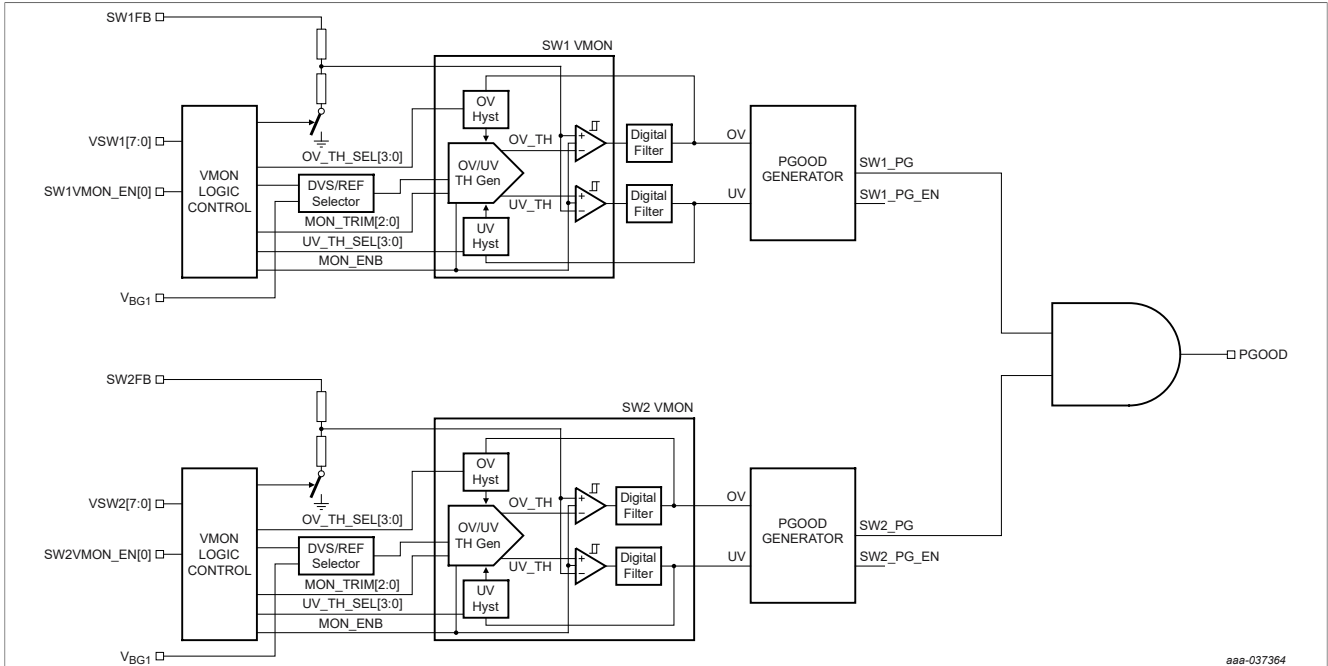 SW1FB
SW1 VMON
VSW1[7:0]
SW1VMON_EN[0]
VBG1
VMON
LOGIC
CONTROL
OV_TH_SEL[3:0]
DVS/REF
Selector
MON_TRIM[2:0]
UV_TH_SEL[3:0]
MON_ENB
OV
Hyst
OV/UV
TH Gen
UV
Hyst
OV_TH
UV_TH
+
−
+
−
Digital
Filter
Digital
Filter
OV
UV
PGOOD
GENERATOR
SW1_PG
SW1_PG_EN
PGOOD
SW2FB
SW2 VMON
VSW2[7:0]
SW2VMON_EN[0]
VBG1
VMON
LOGIC
CONTROL
OV_TH_SEL[3:0]
DVS/REF
Selector
MON_TRIM[2:0]
UV_TH_SEL[3:0]
MON_ENB
OV
Hyst
OV/UV
TH Gen
UV
Hyst
OV_TH
UV_TH
+
−
+
−
Digital
Filter
Digital
Filter
OV
UV
PGOOD
GENERATOR
SW2_PG
SW2_PG_EN
aaa-037364